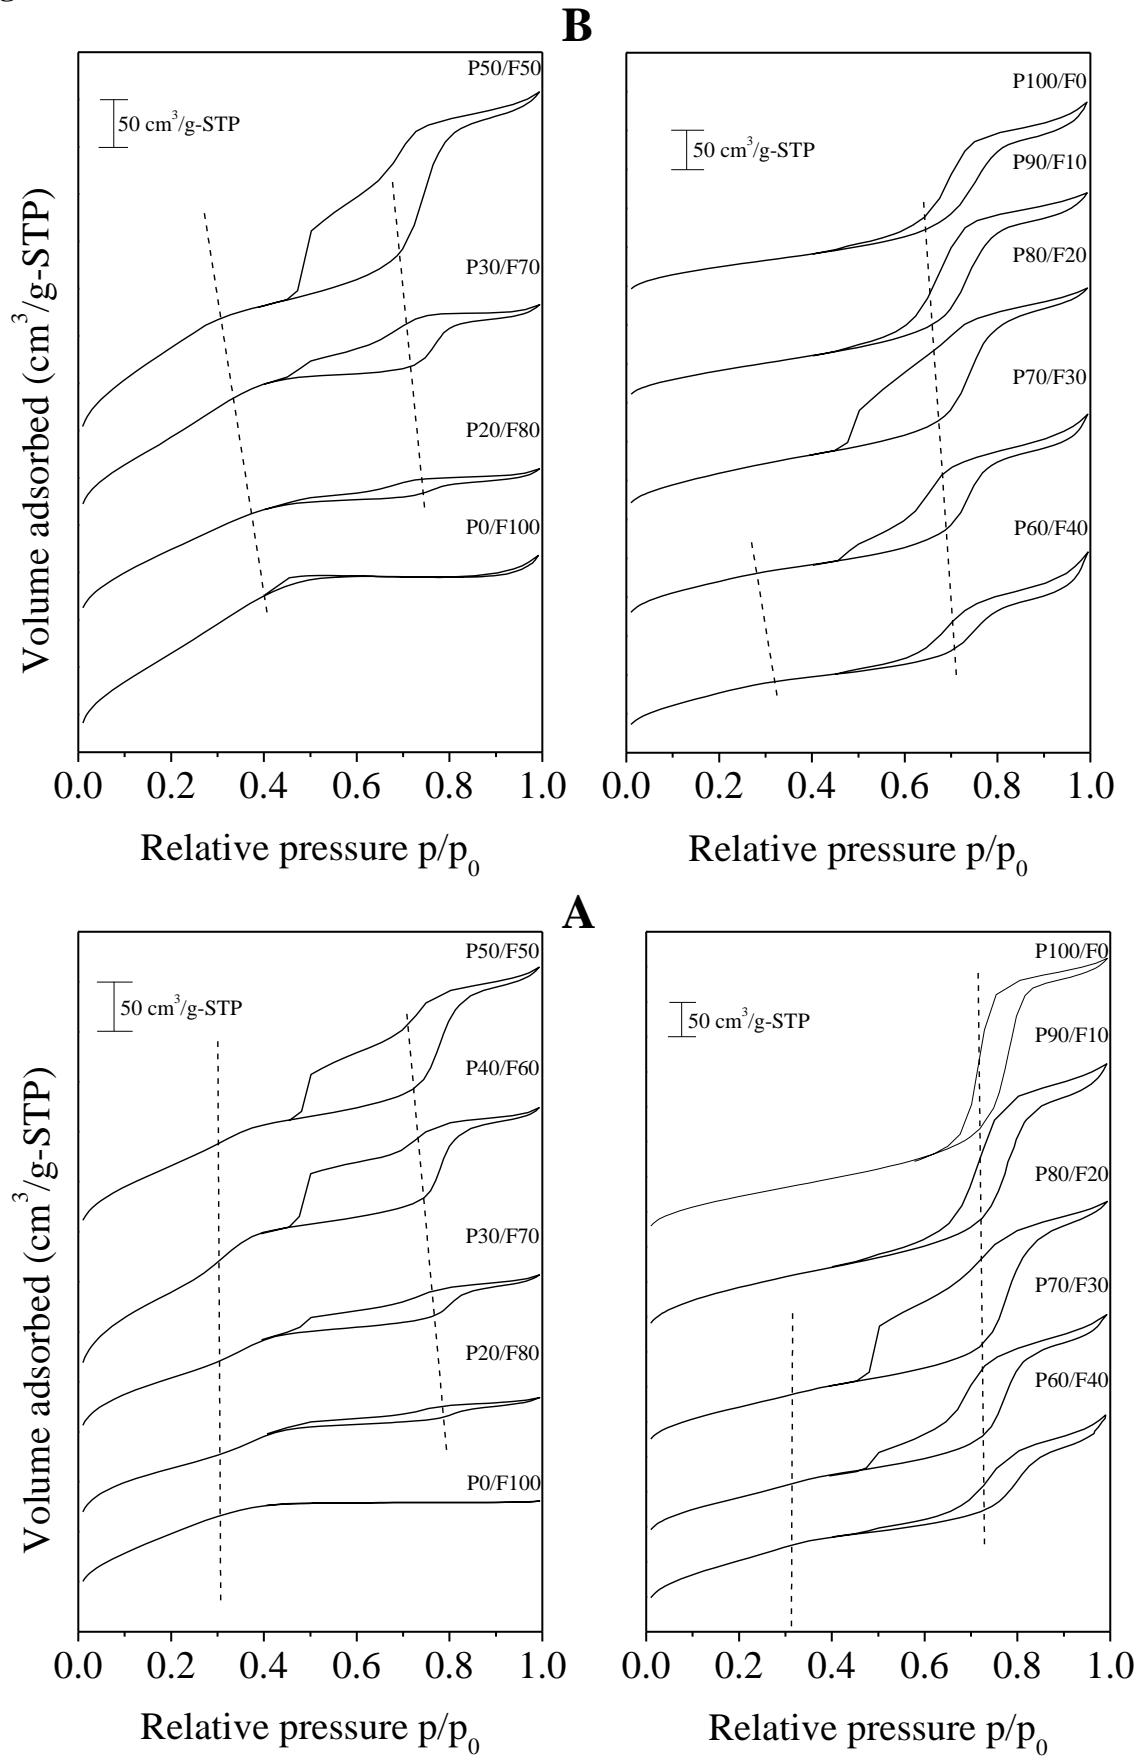 B
P50/F50
50 cm³/g-STP
P30/F70
P20/F80
P0/F100
Volume adsorbed (cm³/g-STP)
0.0 0.2 0.4 0.6 0.8 1.0
Relative pressure p/p₀
P100/F0
50 cm³/g-STP
P90/F10
P80/F20
P70/F30
P60/F40
0.0 0.2 0.4 0.6 0.8 1.0
Relative pressure p/p₀
A
P50/F50
50 cm³/g-STP
P40/F60
P30/F70
P20/F80
P0/F100
Volume adsorbed (cm³/g-STP)
0.0 0.2 0.4 0.6 0.8 1.0
Relative pressure p/p₀
P100/F0
50 cm³/g-STP
P90/F10
P80/F20
P70/F30
P60/F40
0.0 0.2 0.4 0.6 0.8 1.0
Relative pressure p/p₀